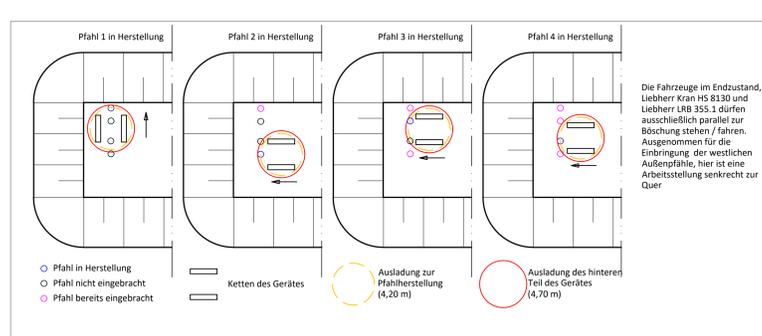 Pfahl 1 in Herstellung
Pfahl 2 in Herstellung
Pfahl 3 in Herstellung
Pfahl 4 in Herstellung
Die Fahrzeuge im Endzustand,
Liebherr Kran HS 8130 und
Liebherr LRB 355.1 dürfen
ausschließlich parallel zur
Böschung stehen / fahren.
Ausgenommen für die
Einbringung der westlichen
Außenpfähle, hier ist eine
Arbeitsstellung senkrecht zur
Quer
Pfahl in Herstellung
Pfahl nicht eingebracht
Pfahl bereits eingebracht
Ketten des Gerätes
Ausladung zur
Pfahlherstellung
(4,20 m)
Ausladung des hinteren
Teil des Gerätes
(4,70 m)